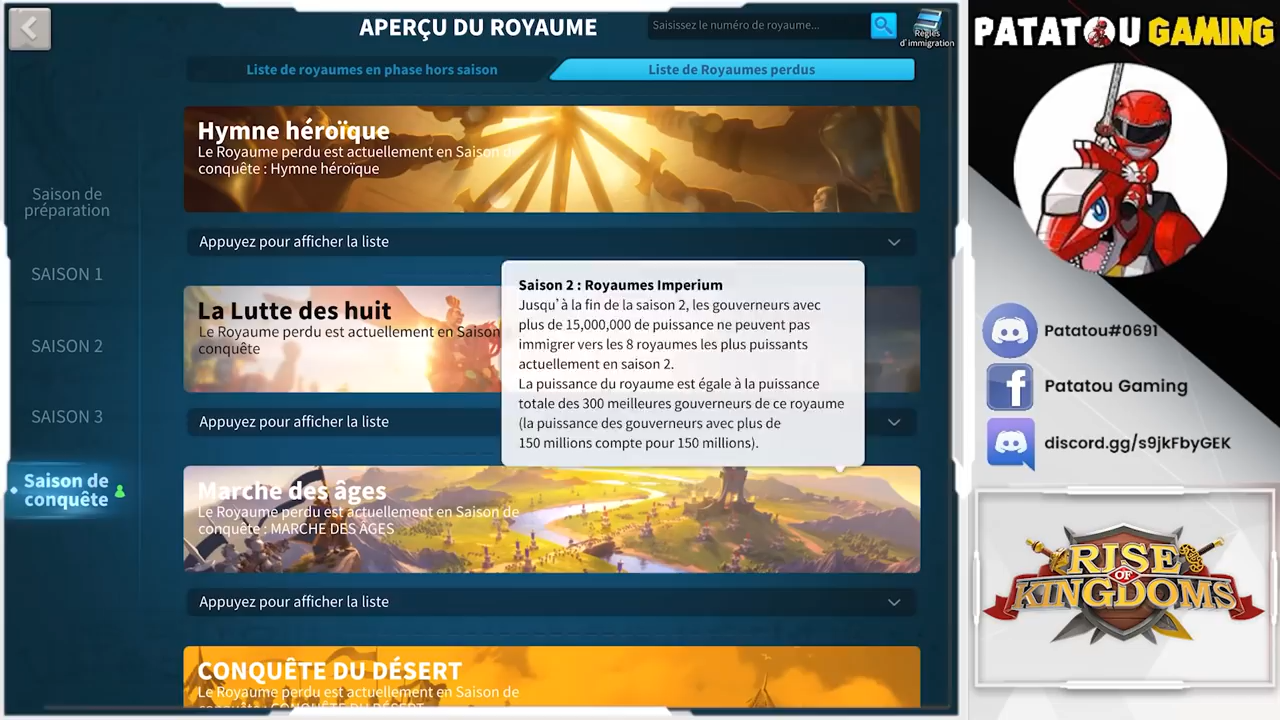 APERÇU DU ROYAUME
Saisissez le numéro de royaume...
Règles
d'immigration
Liste de royaumes en phase hors saison
Liste de Royaumes perdus
Saison de
préparation
SAISON 1
SAISON 2
SAISON 3
Saison de
conquête
Hymne héroïque
Le Royaume perdu est actuellement en Saison de
conquête : Hymne héroïque
Appuyez pour afficher la liste
La Lutte des huit
Le Royaume perdu est actuellement en Saison
conquête
Appuyez pour afficher la liste
Saison 2 : Royaumes Imperium
Jusqu'à la fin de la saison 2, les gouverneurs avec
plus de 15,000,000 de puissance ne peuvent pas
immigrer vers les 8 royaumes les plus puissants
actuellement en saison 2.
La puissance du royaume est égale à la puissance
totale des 300 meilleures gouverneurs de ce royaume
(la puissance des gouverneurs avec plus de
150 millions compte pour 150 millions).
Marche des âges
Le Royaume perdu est actuellement en Saison de
conquête : MARCHE DES ÂGES
Appuyez pour afficher la liste
CONQUÊTE DU DÉSERT
Le Royaume perdu est actuellement en Saison de
conquête : CONQUÊTE DU DÉSERT
PATATOU GAMING
Patatou#0691
Patatou Gaming
discord.gg/s9jkFbyGEK
RISE
OF
KINGDOMS